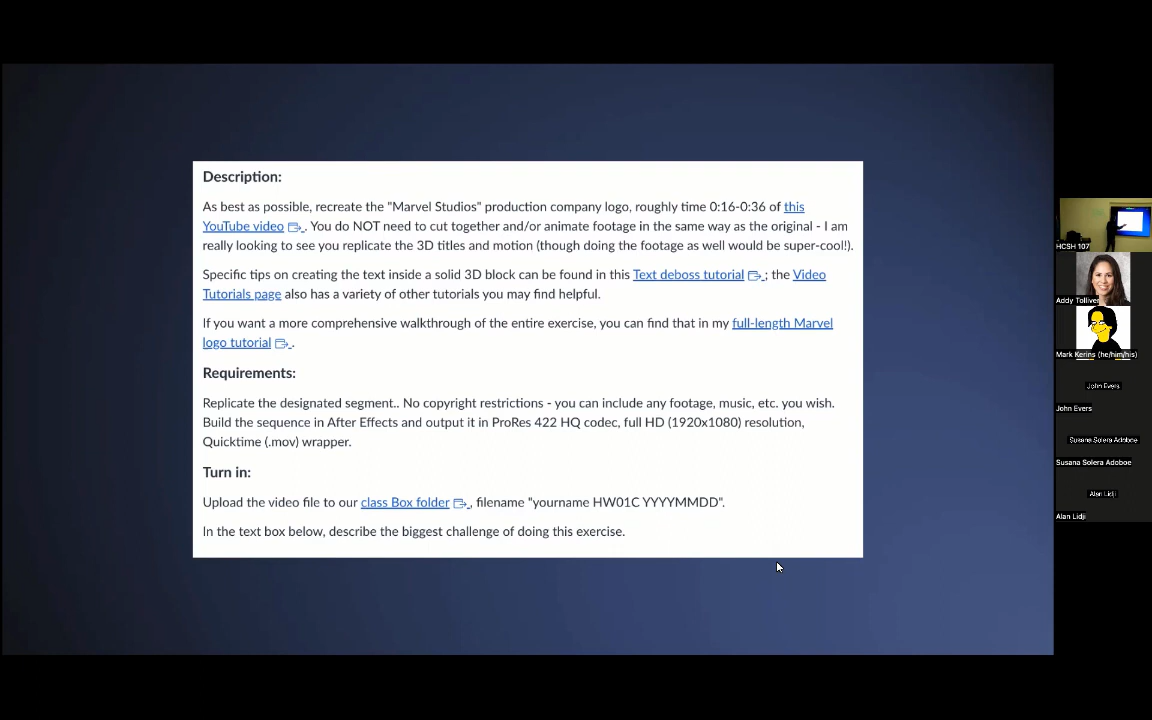 Description:
As best as possible, recreate the "Marvel Studios" production company logo, roughly time 0:16-0:36 of this
YouTube video . You do NOT need to cut together and/or animate footage in the same way as the original - I am
really looking to see you replicate the 3D titles and motion (though doing the footage as well would be super-cool!).
Specific tips on creating the text inside a solid 3D block can be found in this Text deboss tutorial ; the Video
Tutorials page also has a variety of other tutorials you may find helpful.
If you want a more comprehensive walkthrough of the entire exercise, you can find that in my full-length Marvel
logo tutorial .
Requirements:
Replicate the designated segment.. No copyright restrictions - you can include any footage, music, etc. you wish.
Build the sequence in After Effects and output it in ProRes 422 HQ codec, full HD (1920x1080) resolution,
Quicktime (.mov) wrapper.
Turn in:
Upload the video file to our class Box folder , filename "yourname HW01C YYYYMMDD".
In the text box below, describe the biggest challenge of doing this exercise.
HCSH 107
Addy Tolliver
Mark Kerins (he/him/his)
John Evers
John Evers
Susana Solera Adoboe
Susana Solera Adoboe
Alan Lidji
Alan Lidji